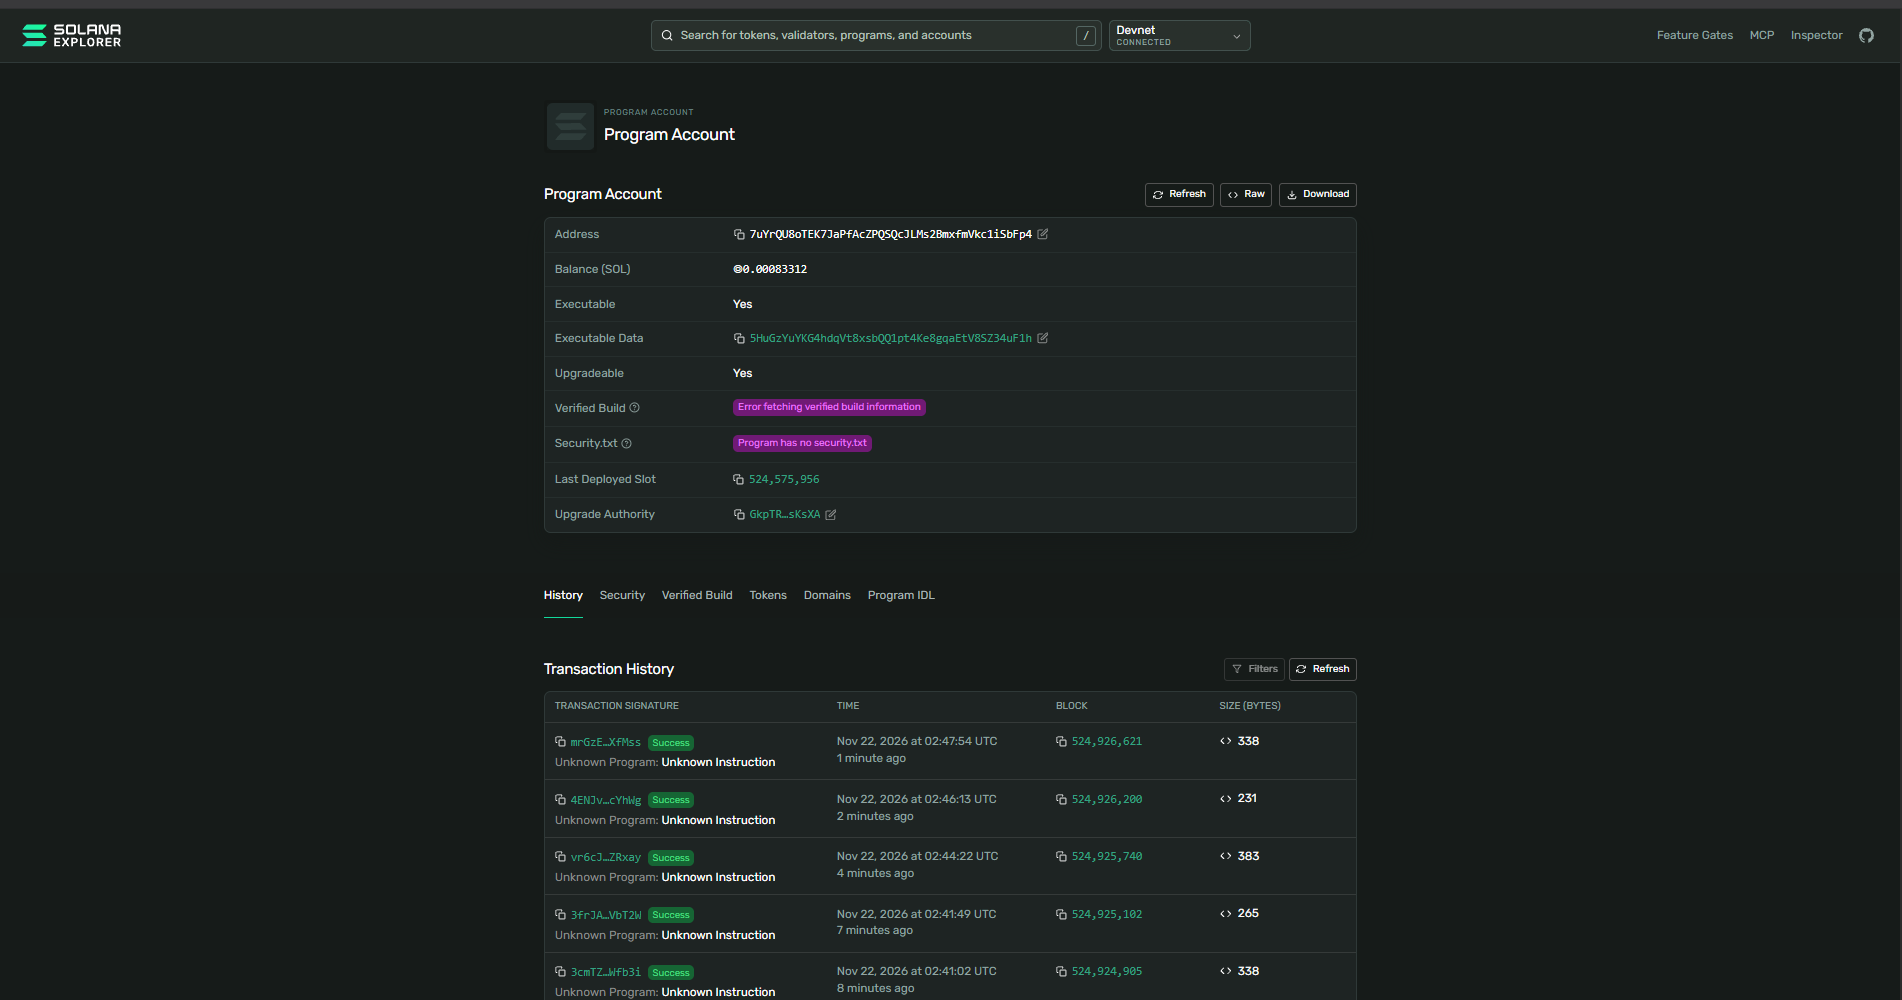 SOLANA
EXPLORER
Search for tokens, validators, programs, and accounts
/
Devnet
CONNECTED
Feature Gates
MCP
Inspector
PROGRAM ACCOUNT
Program Account
Program Account
Refresh
Raw
Download
Address
7uYrQU8oTEK7JaPfAcZPQSQcJLMs2BmxfmVkc1iSbFp4
Balance (SOL)
◎0.00083312
Executable
Yes
Executable Data
5HuGzYuYKG4hdqVt8xsbQQ1pt4Ke8gqaEtV8SZ34uF1h
Upgradeable
Yes
Verified Build
Error fetching verified build information
Security.txt
Program has no security.txt
Last Deployed Slot
524,575,956
Upgrade Authority
GkpTR…sKsXA
History
Security
Verified Build
Tokens
Domains
Program IDL
Transaction History
Filters
Refresh
TRANSACTION SIGNATURE
TIME
BLOCK
SIZE (BYTES)
mrGzE…XfMss Success
Unknown Program: Unknown Instruction
Nov 22, 2026 at 02:47:54 UTC
1 minute ago
524,926,621
338
4ENJv…cYhWg Success
Unknown Program: Unknown Instruction
Nov 22, 2026 at 02:46:13 UTC
2 minutes ago
524,926,200
231
vr6cJ…ZRxay Success
Unknown Program: Unknown Instruction
Nov 22, 2026 at 02:44:22 UTC
4 minutes ago
524,925,740
383
3frJA…VbT2W Success
Unknown Program: Unknown Instruction
Nov 22, 2026 at 02:41:49 UTC
7 minutes ago
524,925,102
265
3cmTZ…Wfb3i Success
Unknown Program: Unknown Instruction
Nov 22, 2026 at 02:41:02 UTC
8 minutes ago
524,924,905
338